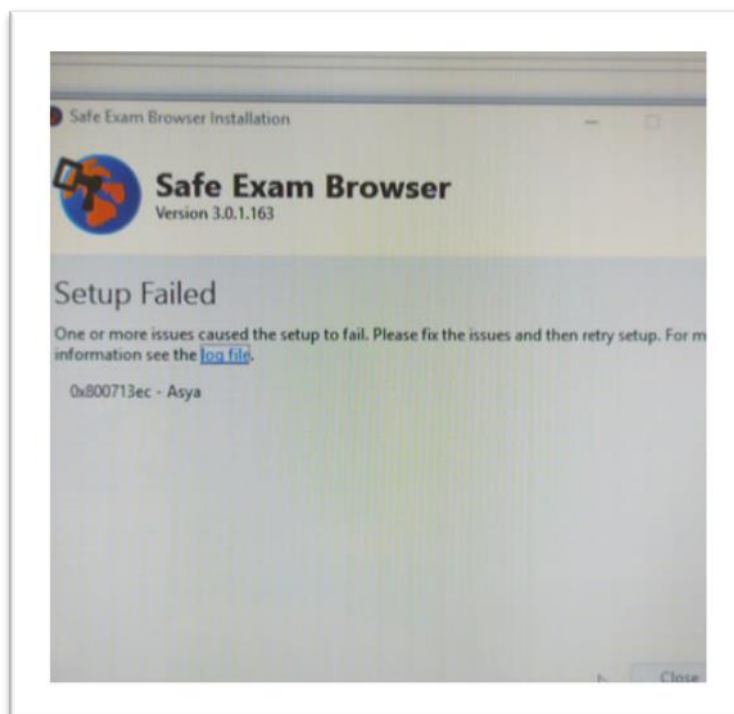 Safe Exam Browser Installation
Safe Exam Browser
Version 3.0.1.163
Setup Failed
One or more issues caused the setup to fail. Please fix the issues and then retry setup. For m
information see the log file.
0x800713ec - Asya
Close